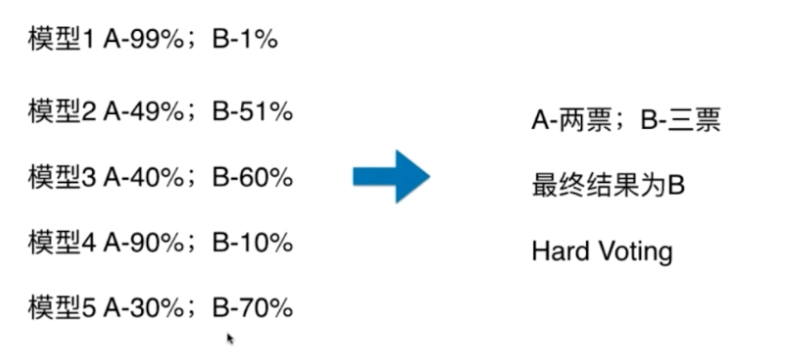 模型1 A-99%；B-1%
模型2 A-49%；B-51%
模型3 A-40%；B-60%
模型4 A-90%；B-10%
模型5 A-30%；B-70%
A-两票；B-三票
最终结果为B
Hard Voting